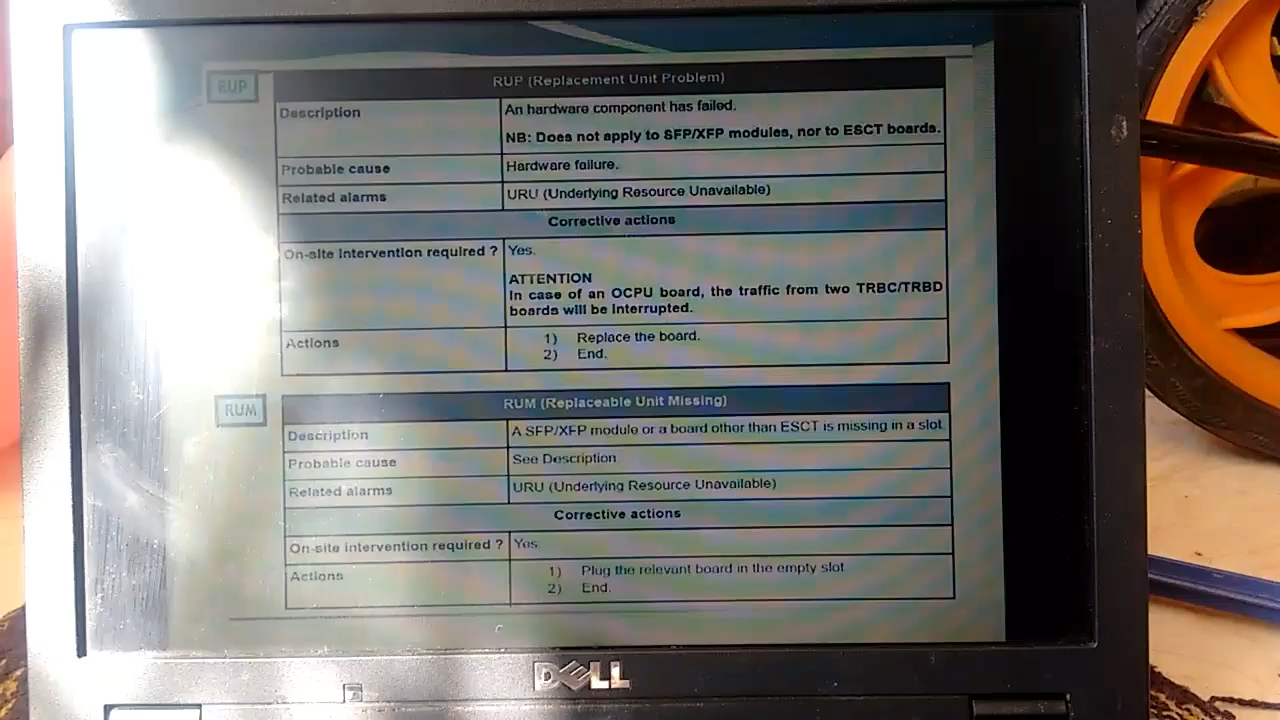 RUP
RUP (Replacement Unit Problem)
Description
An hardware component has failed.
NB: Does not apply to SFP/XFP modules, nor to ESCT boards.
Probable cause
Hardware failure.
Related alarms
URU (Underlying Resource Unavailable)
Corrective actions
On-site intervention required ?
Yes.
ATTENTION
In case of an OCPU board, the traffic from two TRBC/TRBD
boards will be interrupted.
Actions
1) Replace the board.
2) End.
RUM
RUM (Replaceable Unit Missing)
Description
A SFP/XFP module or a board other than ESCT is missing in a slot.
Probable cause
See Description
Related alarms
URU (Underlying Resource Unavailable)
Corrective actions
On-site intervention required ?
Yes
Actions
1) Plug the relevant board in the empty slot
2) End.
DELL